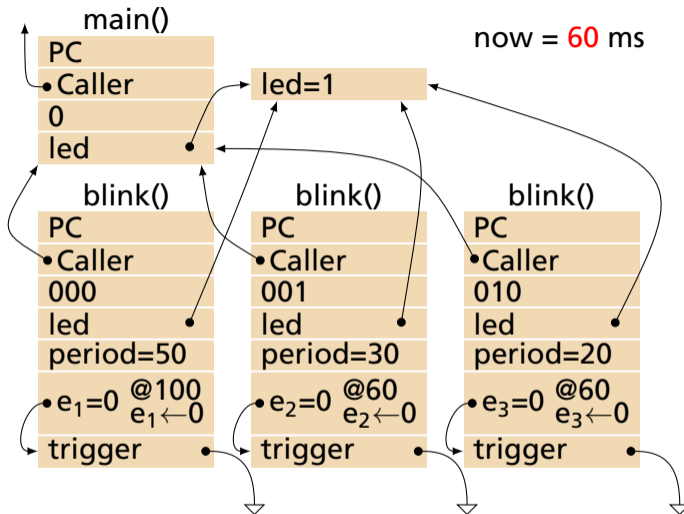 main()
PC
Caller
0
led
led=1
now = 60 ms
blink()
PC
Caller
000
led
period=50
e₁=0 @100
e₁←0
trigger
blink()
PC
Caller
001
led
period=30
e₂=0 @60
e₂←0
trigger
blink()
PC
Caller
010
led
period=20
e₃=0 @60
e₃←0
trigger